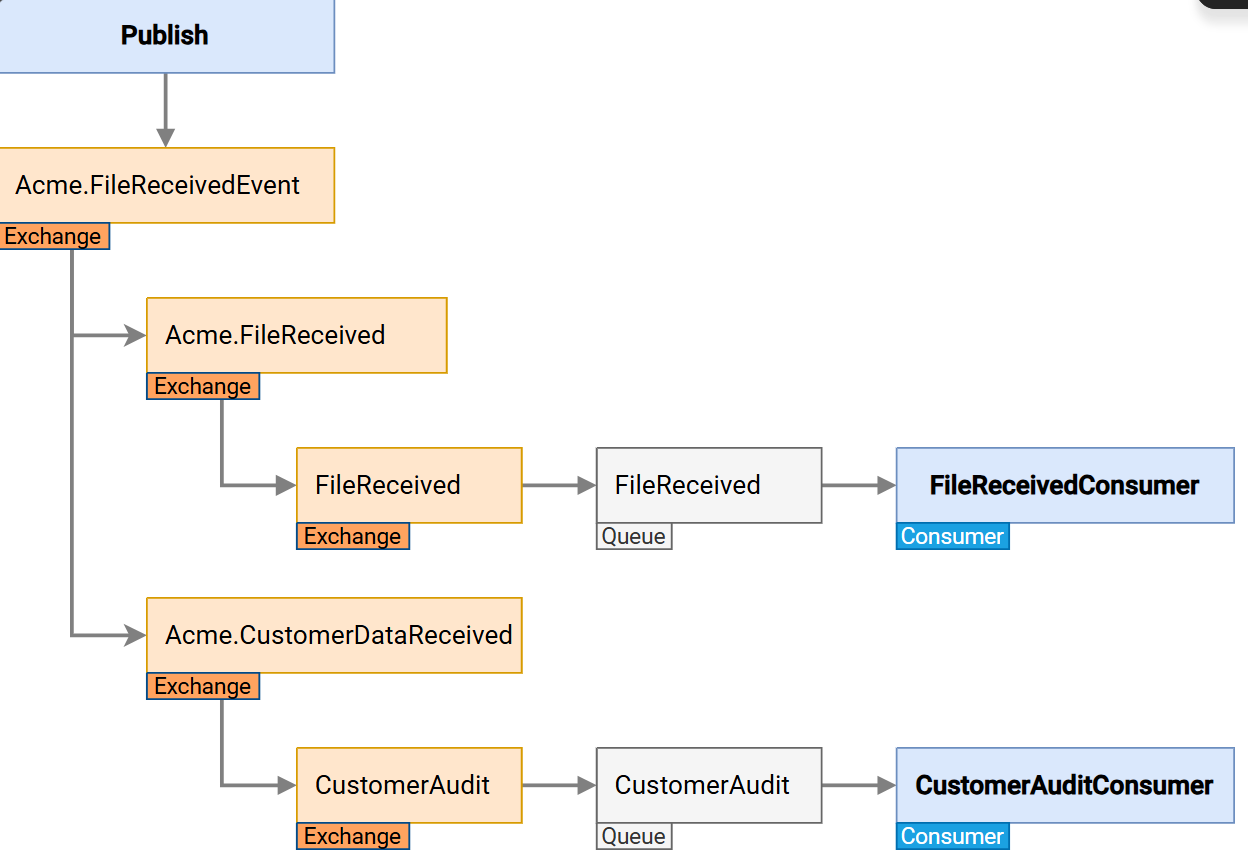 Publish
Acme.FileReceivedEvent
Exchange
Acme.FileReceived
Exchange
FileReceived
Exchange
FileReceived
Queue
FileReceivedConsumer
Consumer
Acme.CustomerDataReceived
Exchange
CustomerAudit
Exchange
CustomerAudit
Queue
CustomerAuditConsumer
Consumer